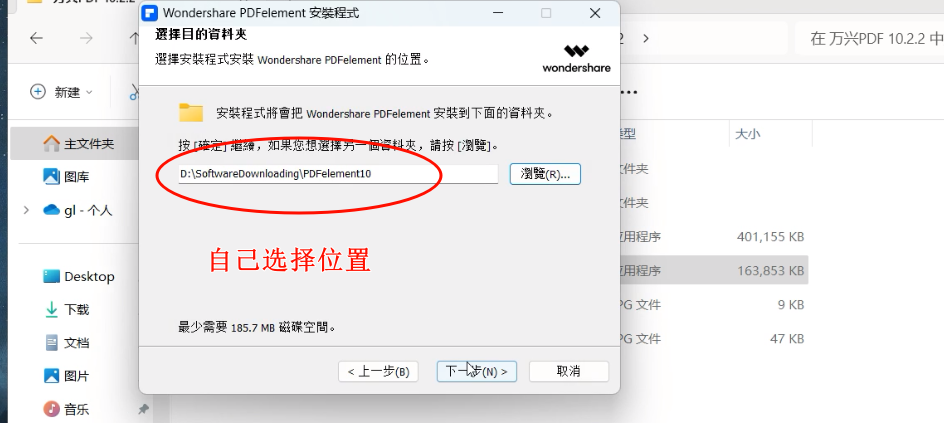 万兴PDF 10.2.2
Wondershare PDFelement 安裝程式
選擇目的資料夾
選擇安裝程式安裝 Wondershare PDFelement 的位置。
wondershare
2
在 万兴PDF 10.2.2 中
新建
安裝程式將會把 Wondershare PDFelement 安裝到下面的資料夾。
按 [確定] 繼續，如果您想選擇另一個資料夾，請按 [瀏覽]。
D:\SoftwareDownloading\PDFelement10
瀏覽(R)...
自己选择位置
最少需要 185.7 MB 磁碟空間。
< 上一步(B)
下一步(N) >
取消
主文件夹
图库
gl - 个人
Desktop
下载
文档
图片
音乐
类型
大小
文件夹
文件夹
应用程序
401,155 KB
应用程序
163,853 KB
PG 文件
9 KB
PG 文件
47 KB